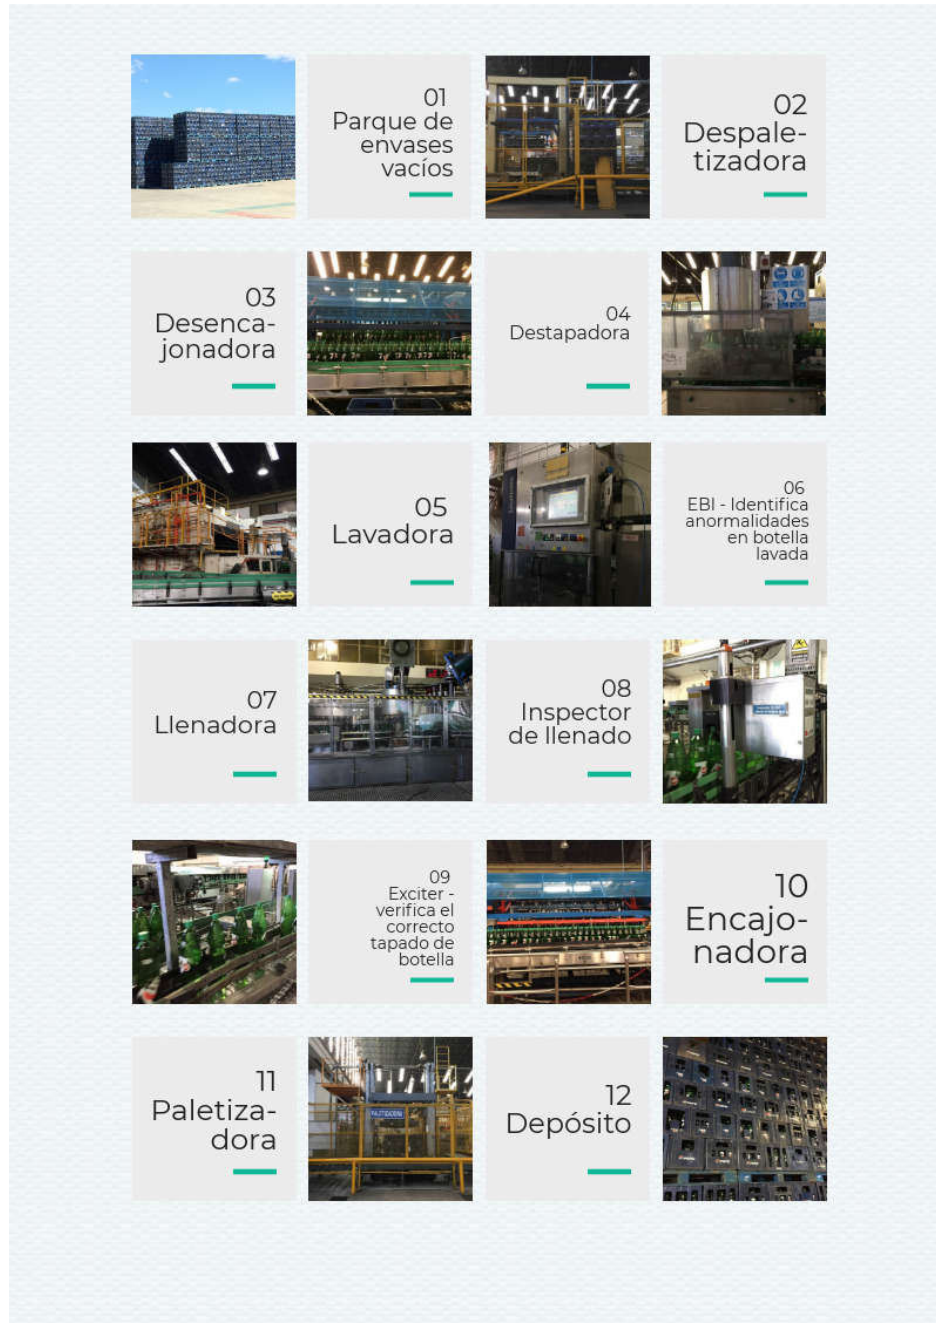 01
Parque de
envases
vacíos
02
Despale-
tizadora
03
Desenca-
jonadora
04
Destapadora
05
Lavadora
06
EBI - Identifica
anormalidades
en botella
lavada
07
Llenadora
08
Inspector
de llenado
09
Exciter -
verifica el
correcto
tapado de
botella
10
Encajo-
nadora
11
Paletiza-
dora
PALETIZADORA
12
Depósito